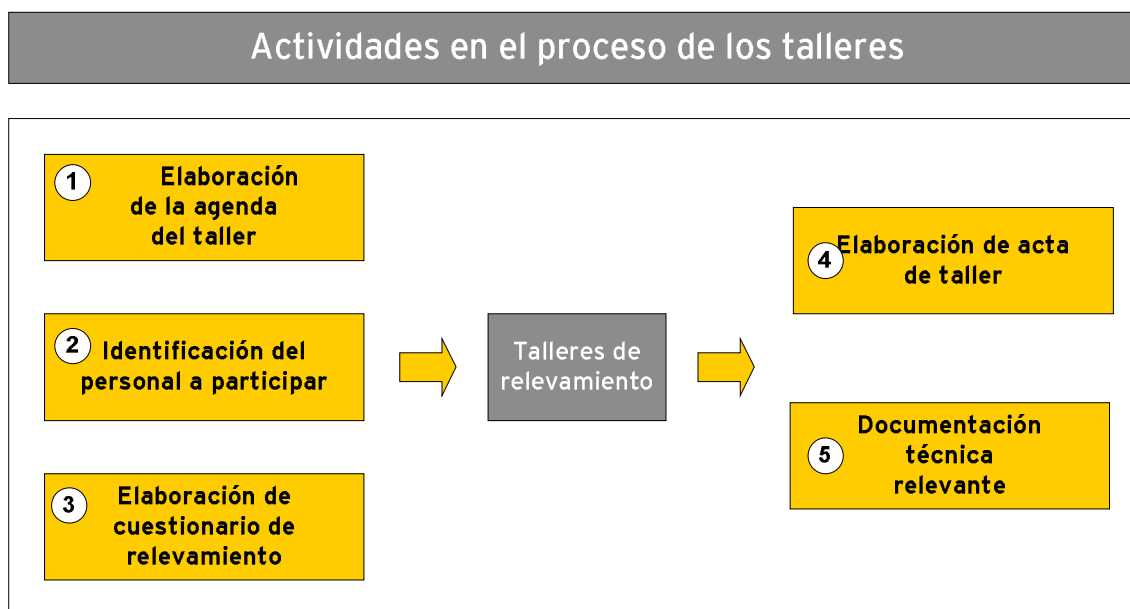 Actividades en el proceso de los talleres
1
Elaboración
de la agenda
del taller
2
Identificación del
personal a participar
3
Elaboración de
cuestionario de
relevamiento
Talleres de
relevamiento
4
Elaboración de acta
de taller
5
Documentación
técnica
relevante